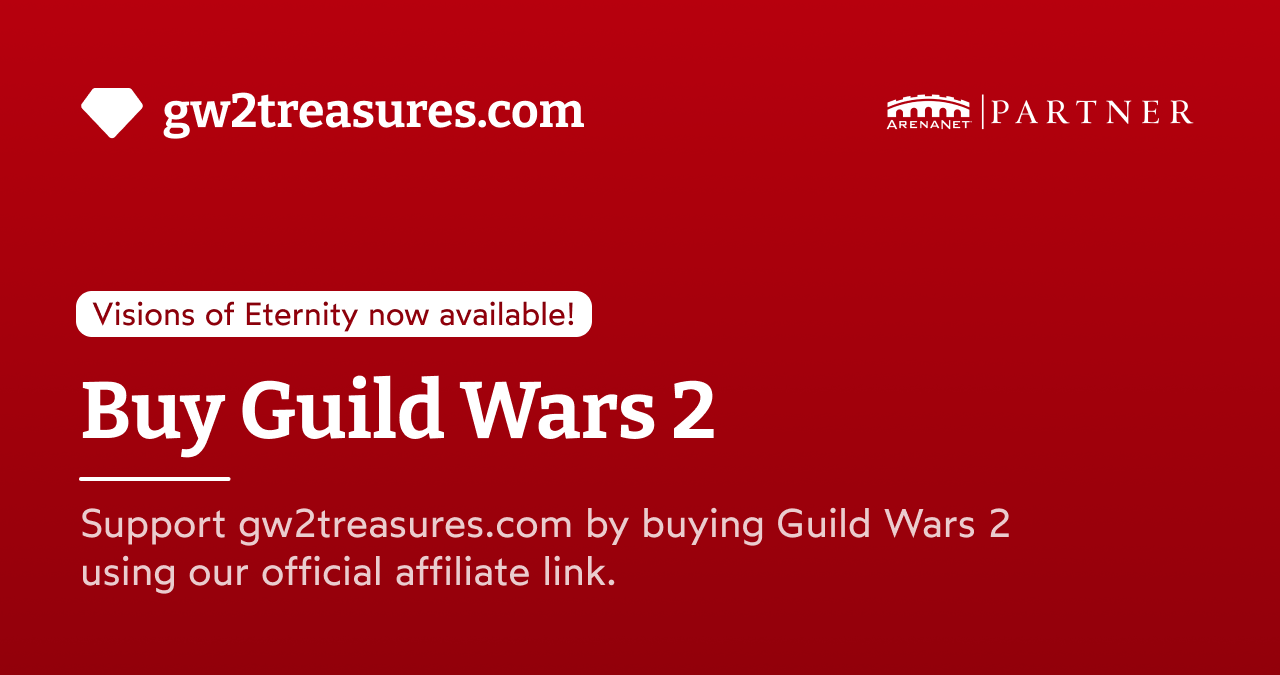 gw2treasures.com
ARENANET | PARTNER
Visions of Eternity now available!
Buy Guild Wars 2
Support gw2treasures.com by buying Guild Wars 2
using our official affiliate link.